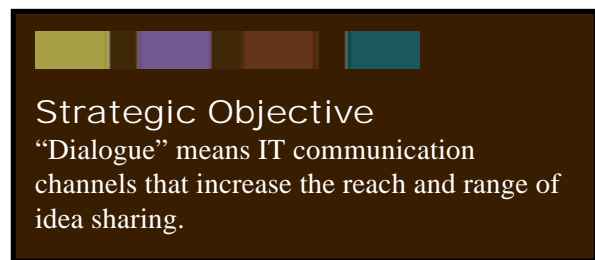 Strategic Objective
“Dialogue” means IT communication
channels that increase the reach and range of
idea sharing.